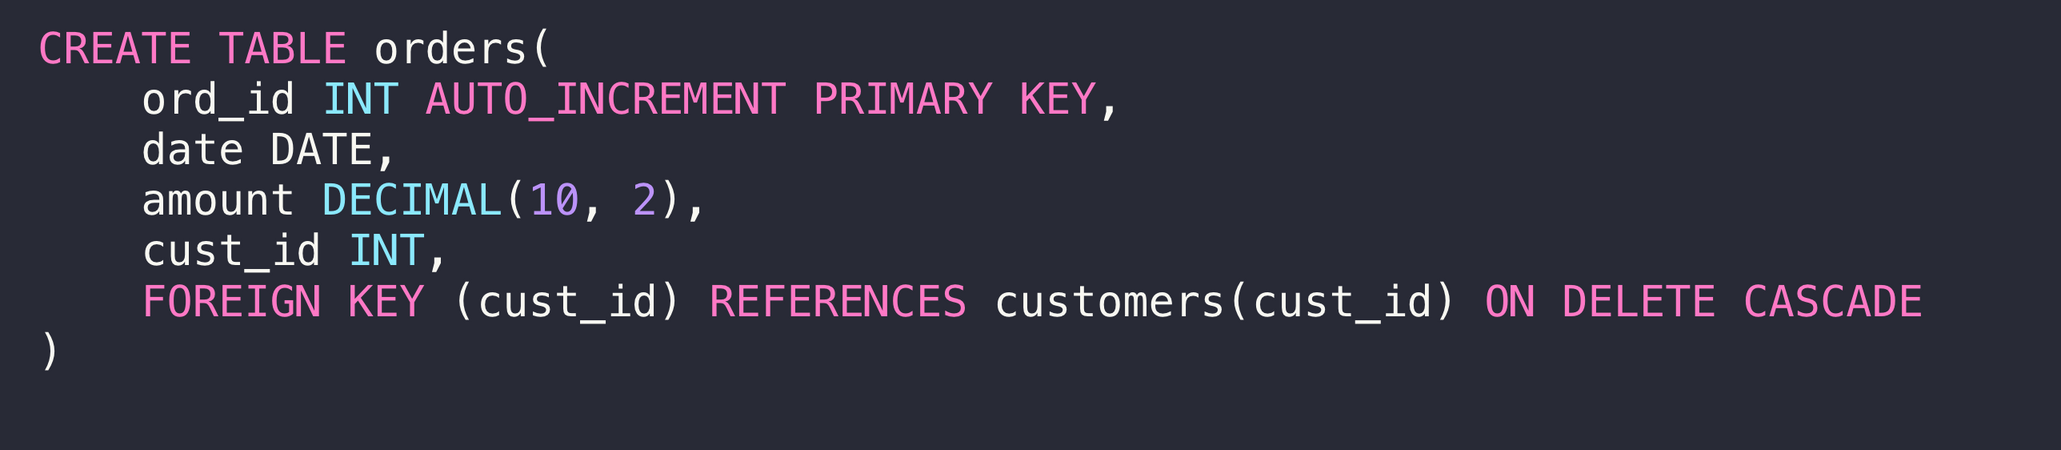 CREATE TABLE orders(
    ord_id INT AUTO_INCREMENT PRIMARY KEY,
    date DATE,
    amount DECIMAL(10, 2),
    cust_id INT,
    FOREIGN KEY (cust_id) REFERENCES customers(cust_id) ON DELETE CASCADE
)